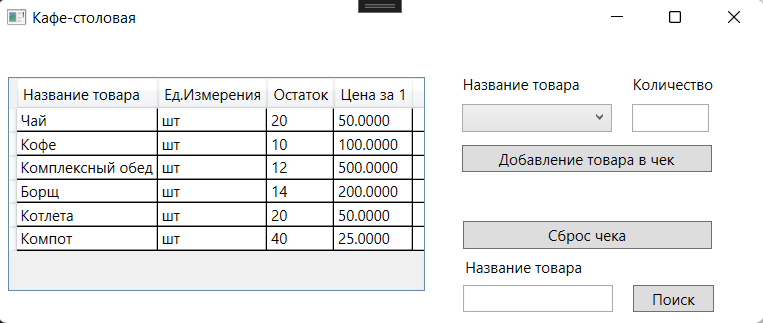 Кафе-столовая
Название товара Ед.Измерения Остаток Цена за 1
Чай шт 20 50.0000
Кофе шт 10 100.0000
Комплексный обед шт 12 500.0000
Борщ шт 14 200.0000
Котлета шт 20 50.0000
Компот шт 40 25.0000
Название товара Количество
Добавление товара в чек
Сброс чека
Название товара
Поиск